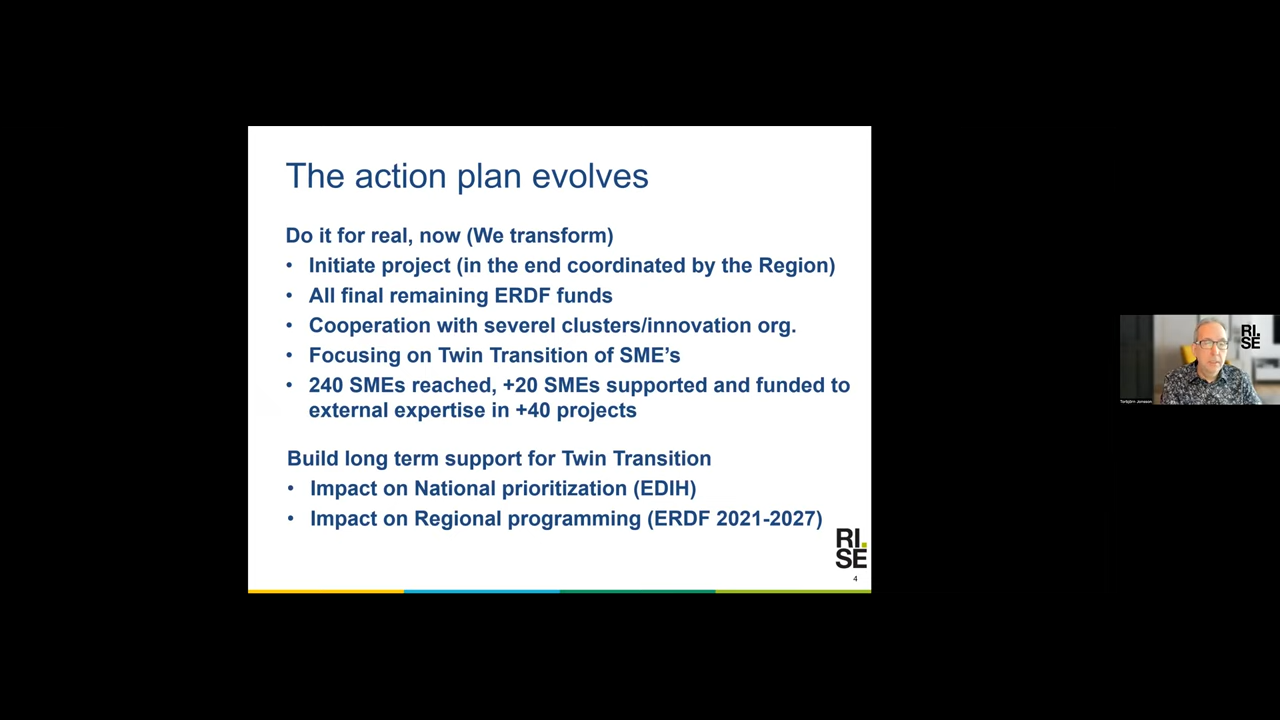 The action plan evolves
Do it for real, now (We transform)
• Initiate project (in the end coordinated by the Region)
• All final remaining ERDF funds
• Cooperation with severel clusters/innovation org.
• Focusing on Twin Transition of SME’s
• 240 SMEs reached, +20 SMEs supported and funded to
external expertise in +40 projects
Build long term support for Twin Transition
• Impact on National prioritization (EDIH)
• Impact on Regional programming (ERDF 2021-2027)
RI.
SE
4
RI.
SE
Torbjörn Jonsson